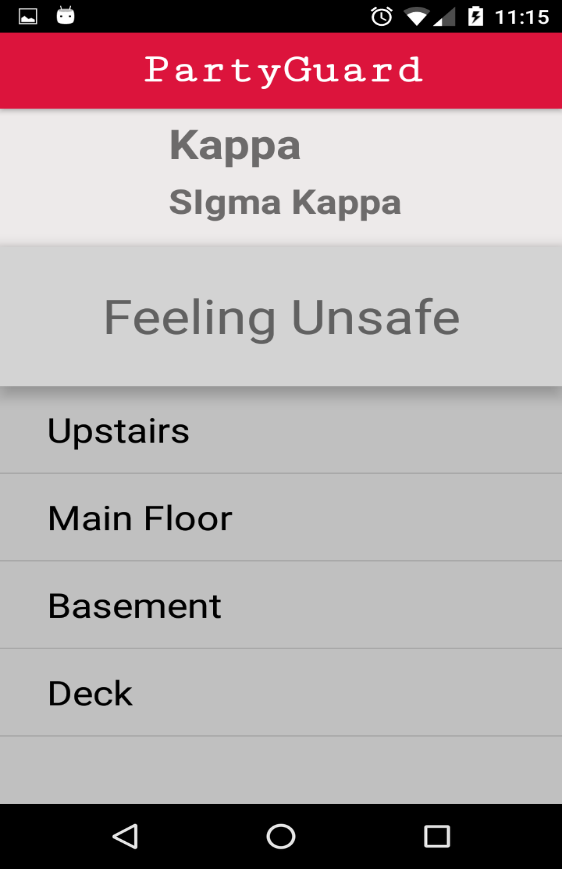 11:15
PartyGuard
Kappa
SIgma Kappa
Feeling Unsafe
Upstairs
Main Floor
Basement
Deck